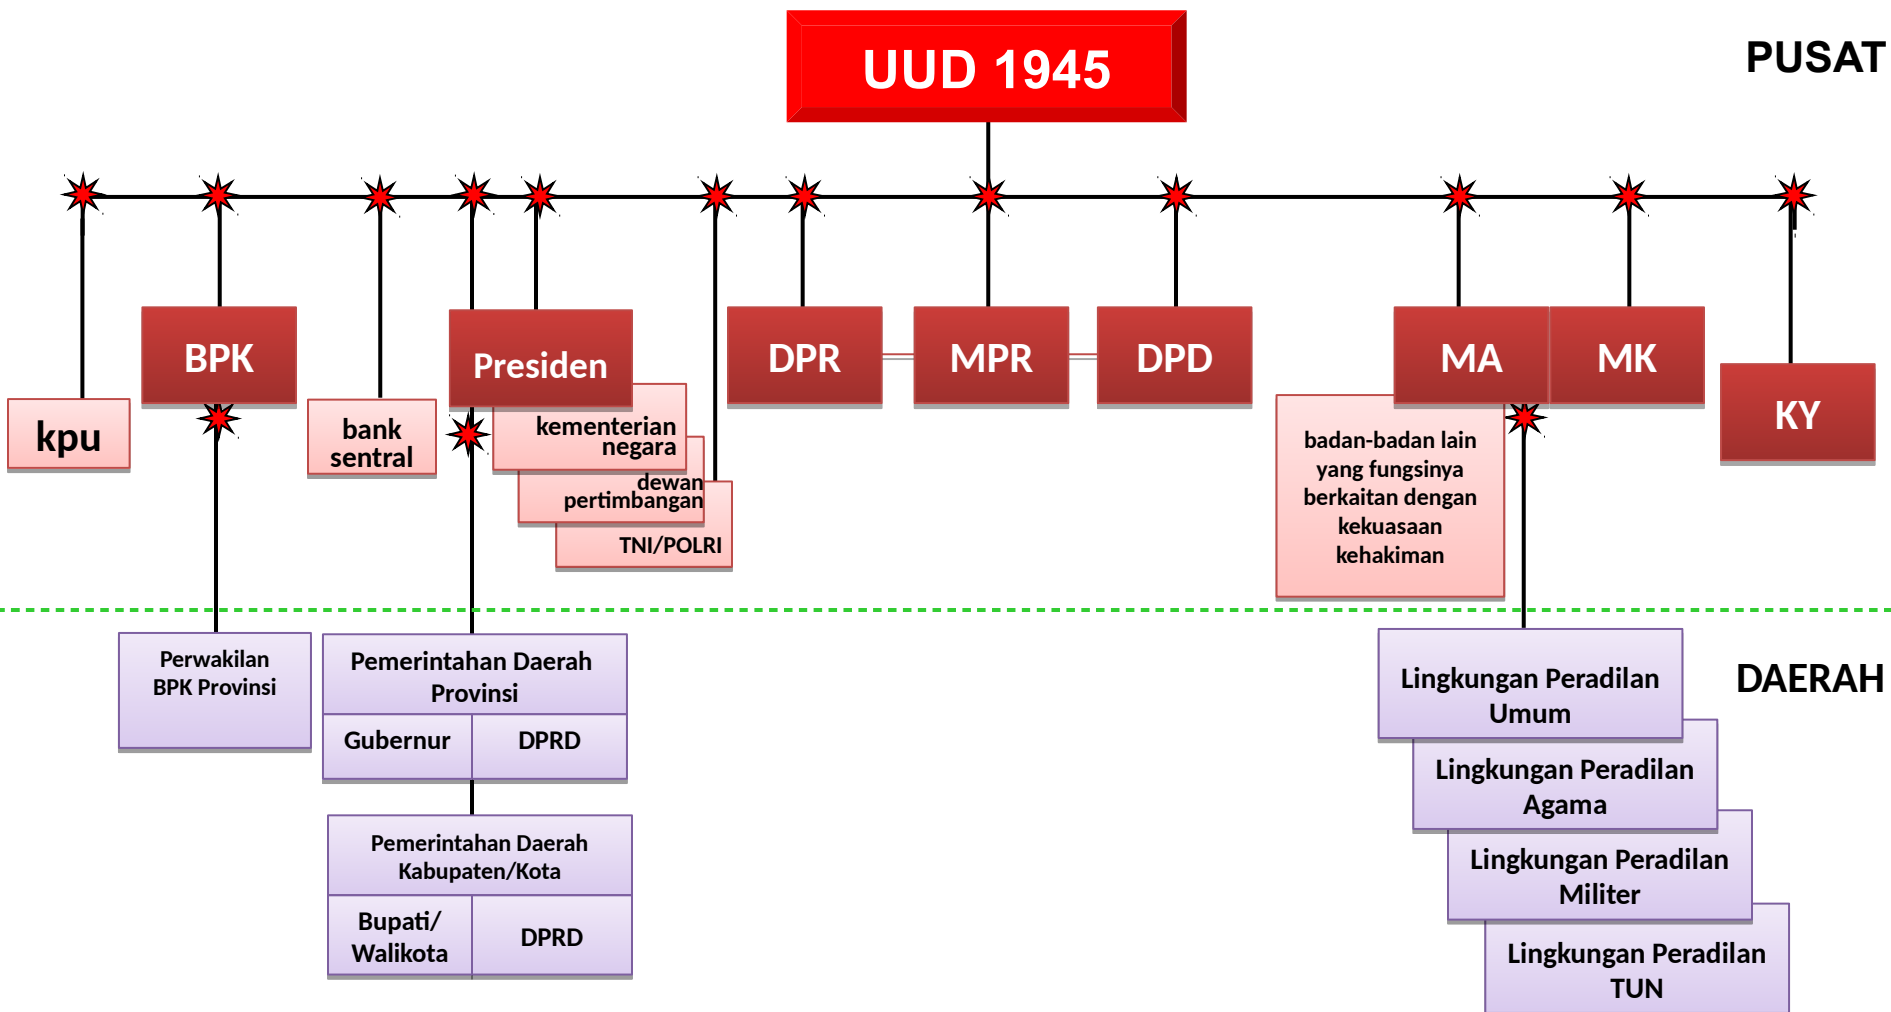 UUD 1945
PUSAT
kpu
BPK
bank
sentral
Presiden
kementerian
negara
dewan
pertimbangan
TNI/POLRI
DPR
MPR
DPD
MA
MK
KY
badan-badan lain
yang fungsinya
berkaitan dengan
kekuasaan
kehakiman
DAERAH
Perwakilan
BPK Provinsi
Pemerintahan Daerah
Provinsi
Gubernur
DPRD
Pemerintahan Daerah
Kabupaten/Kota
Bupati/
Walikota
DPRD
Lingkungan Peradilan
Umum
Lingkungan Peradilan
Agama
Lingkungan Peradilan
Militer
Lingkungan Peradilan
TUN